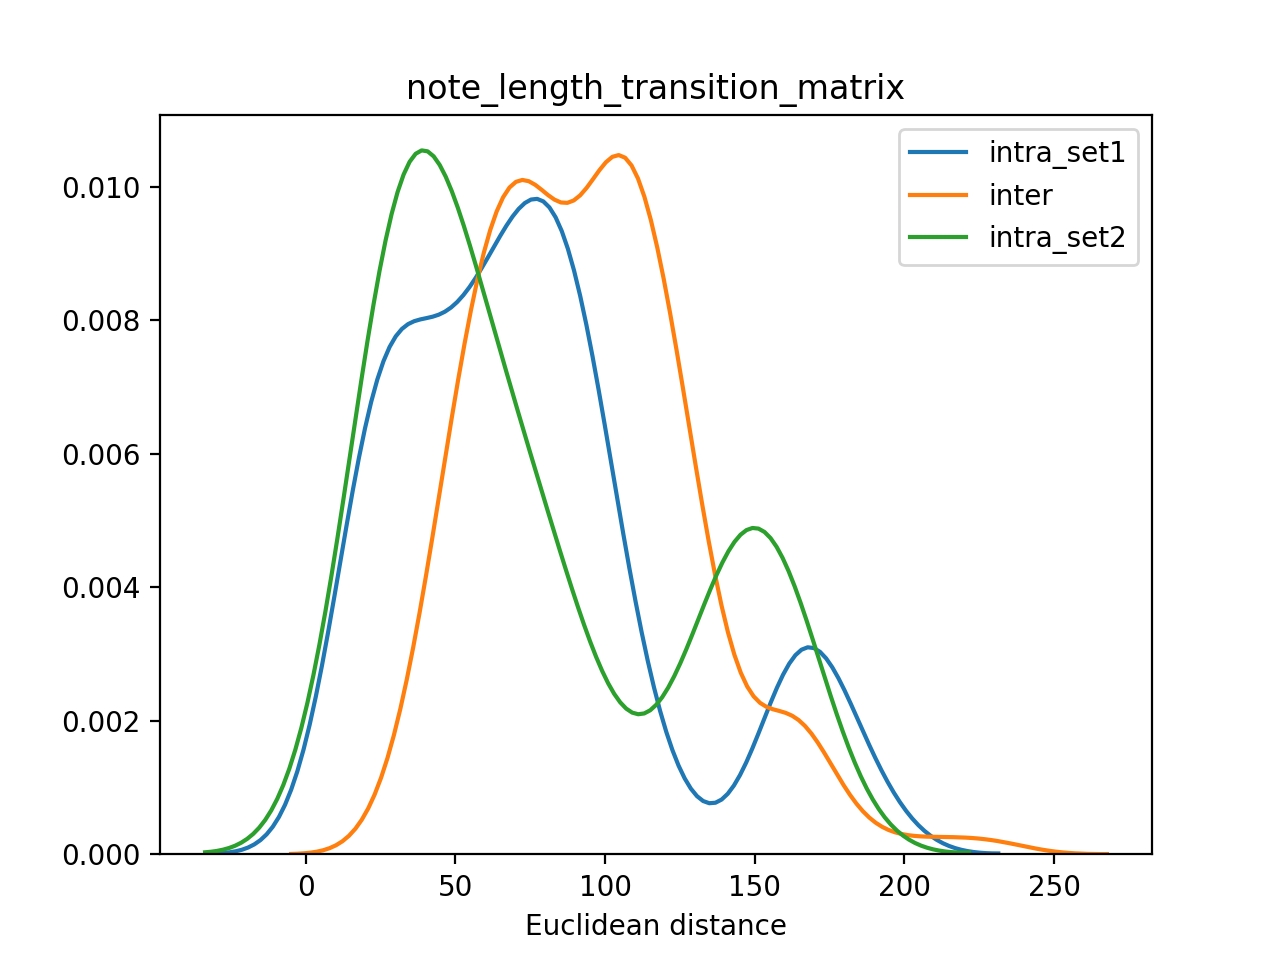 note_length_transition_matrix
intra_set1
inter
intra_set2
0.010
0.008
0.006
0.004
0.002
0.000
0 50 100 150 200 250
Euclidean distance